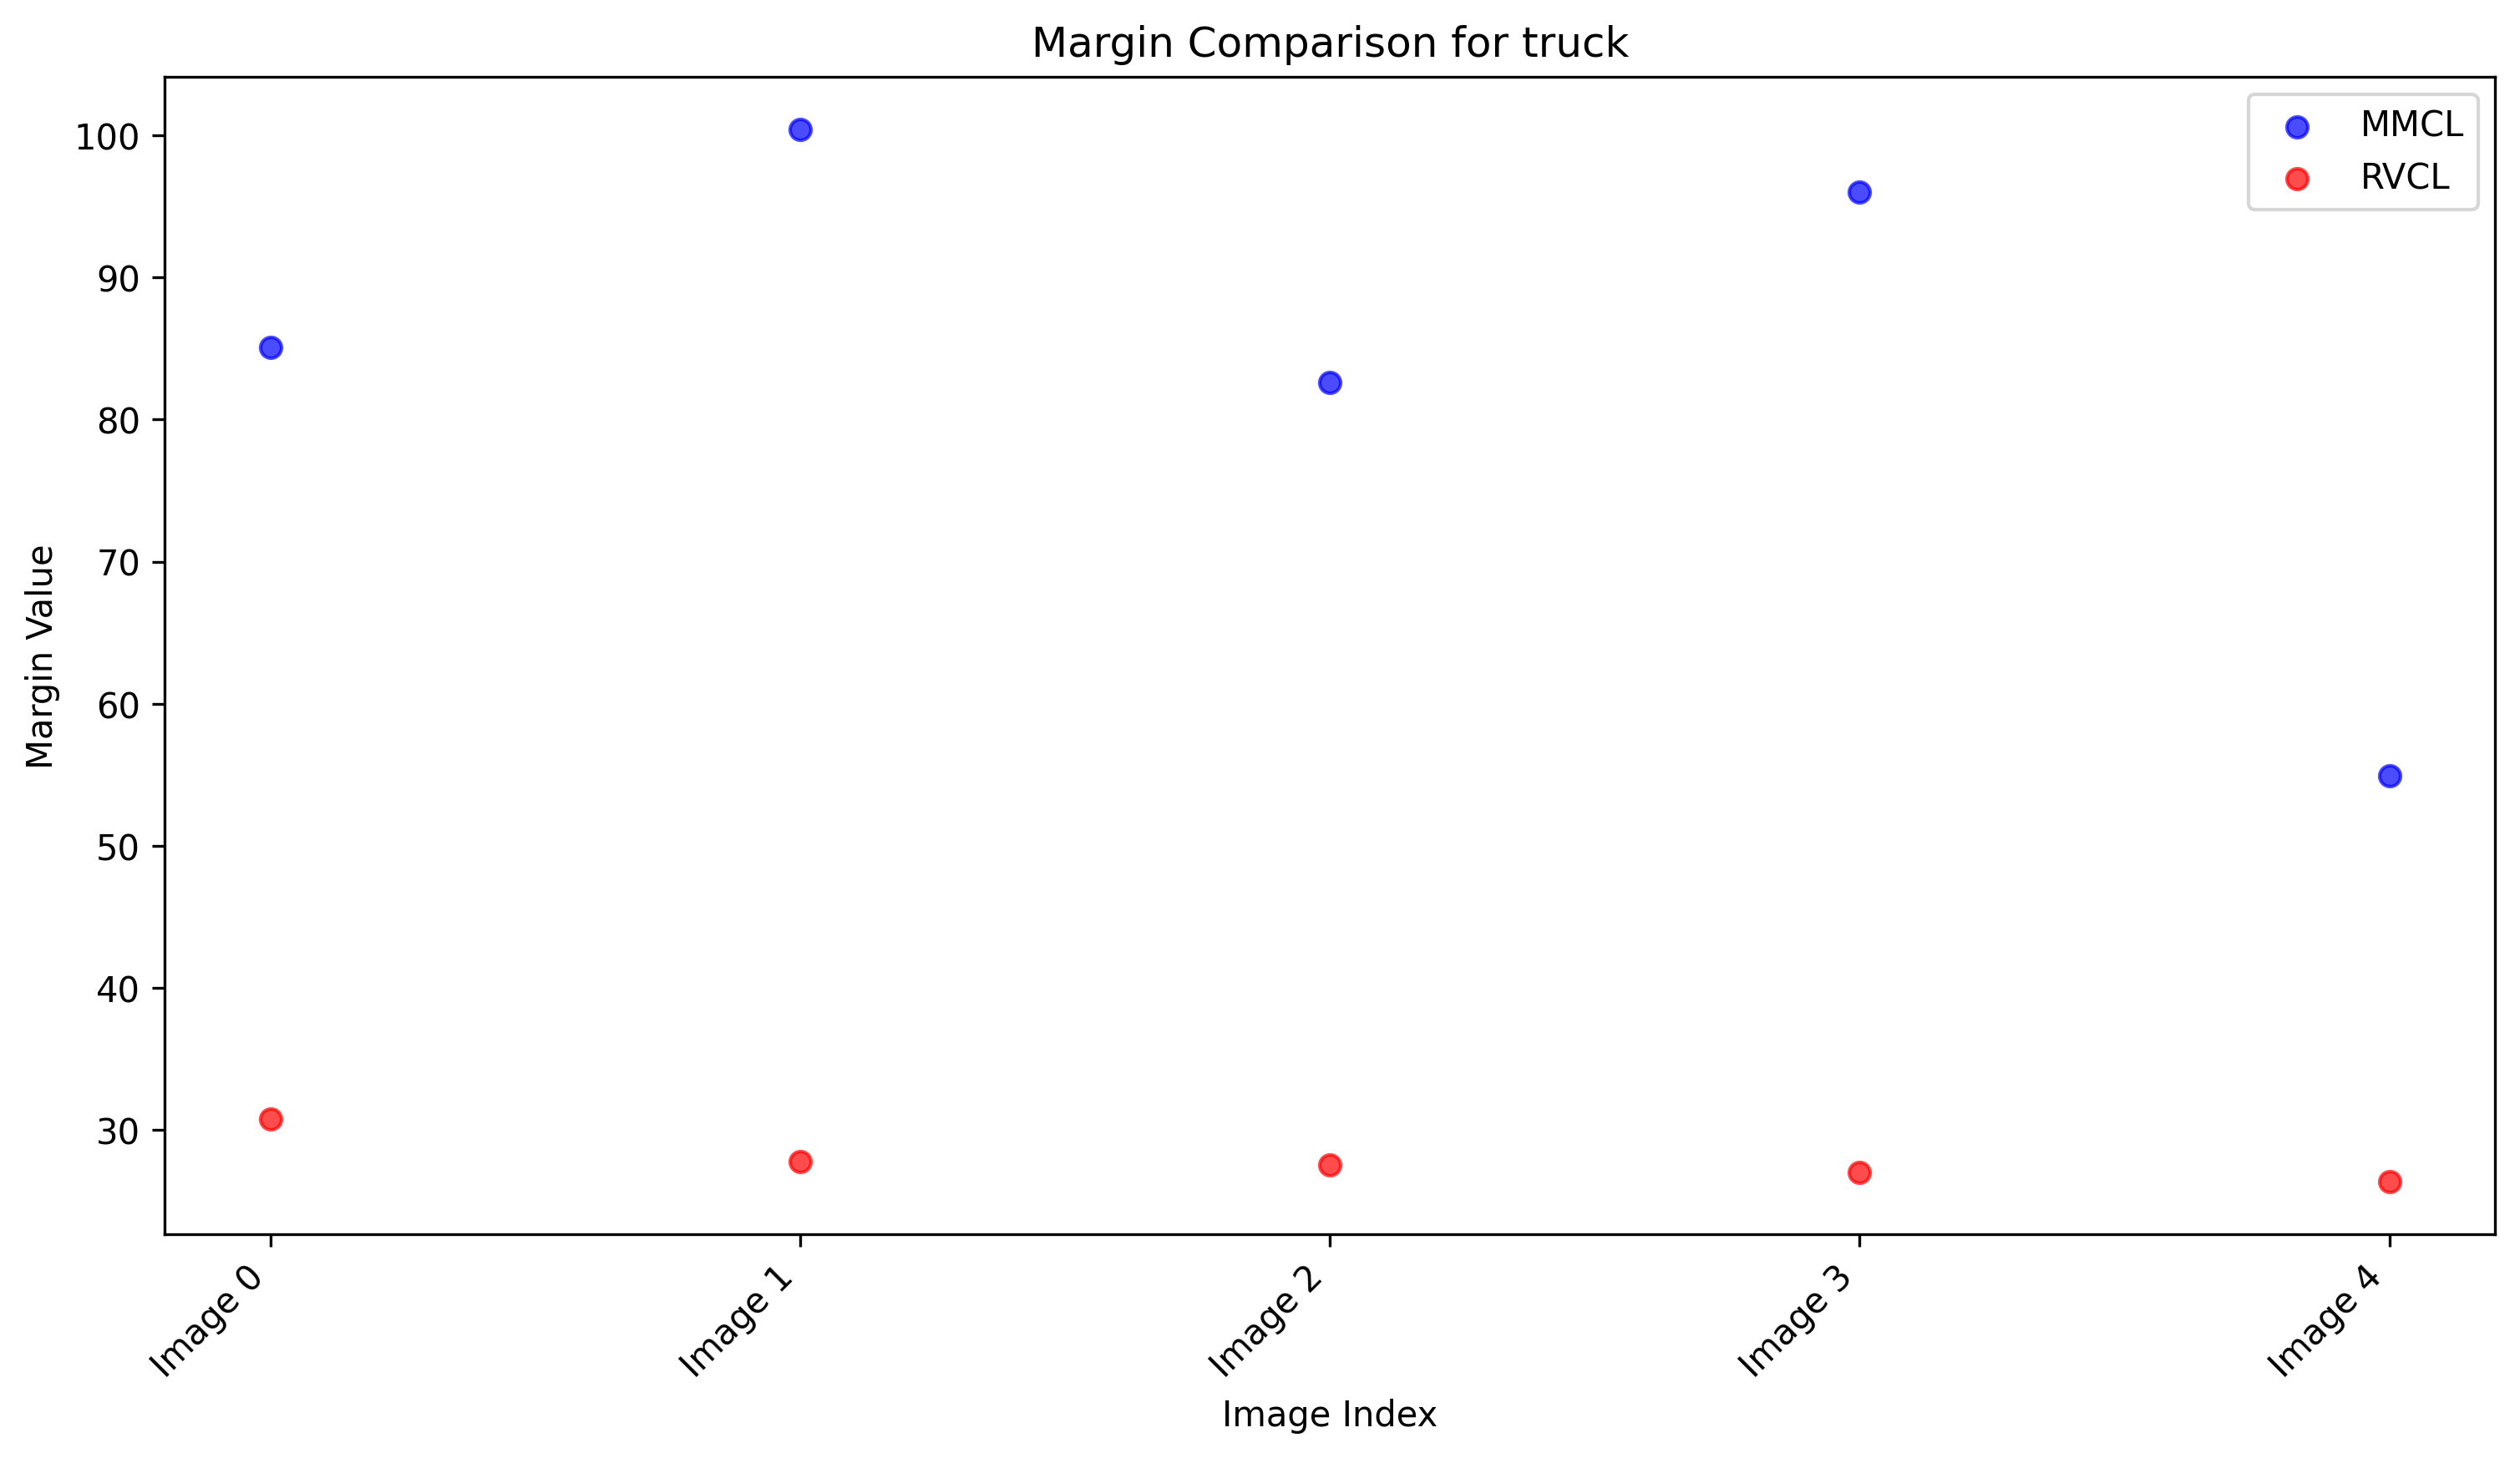 Margin Comparison for truck
MMCL
RVCL
Margin Value
100
90
80
70
60
50
40
30
Image 0
Image 1
Image 2
Image 3
Image 4
Image Index